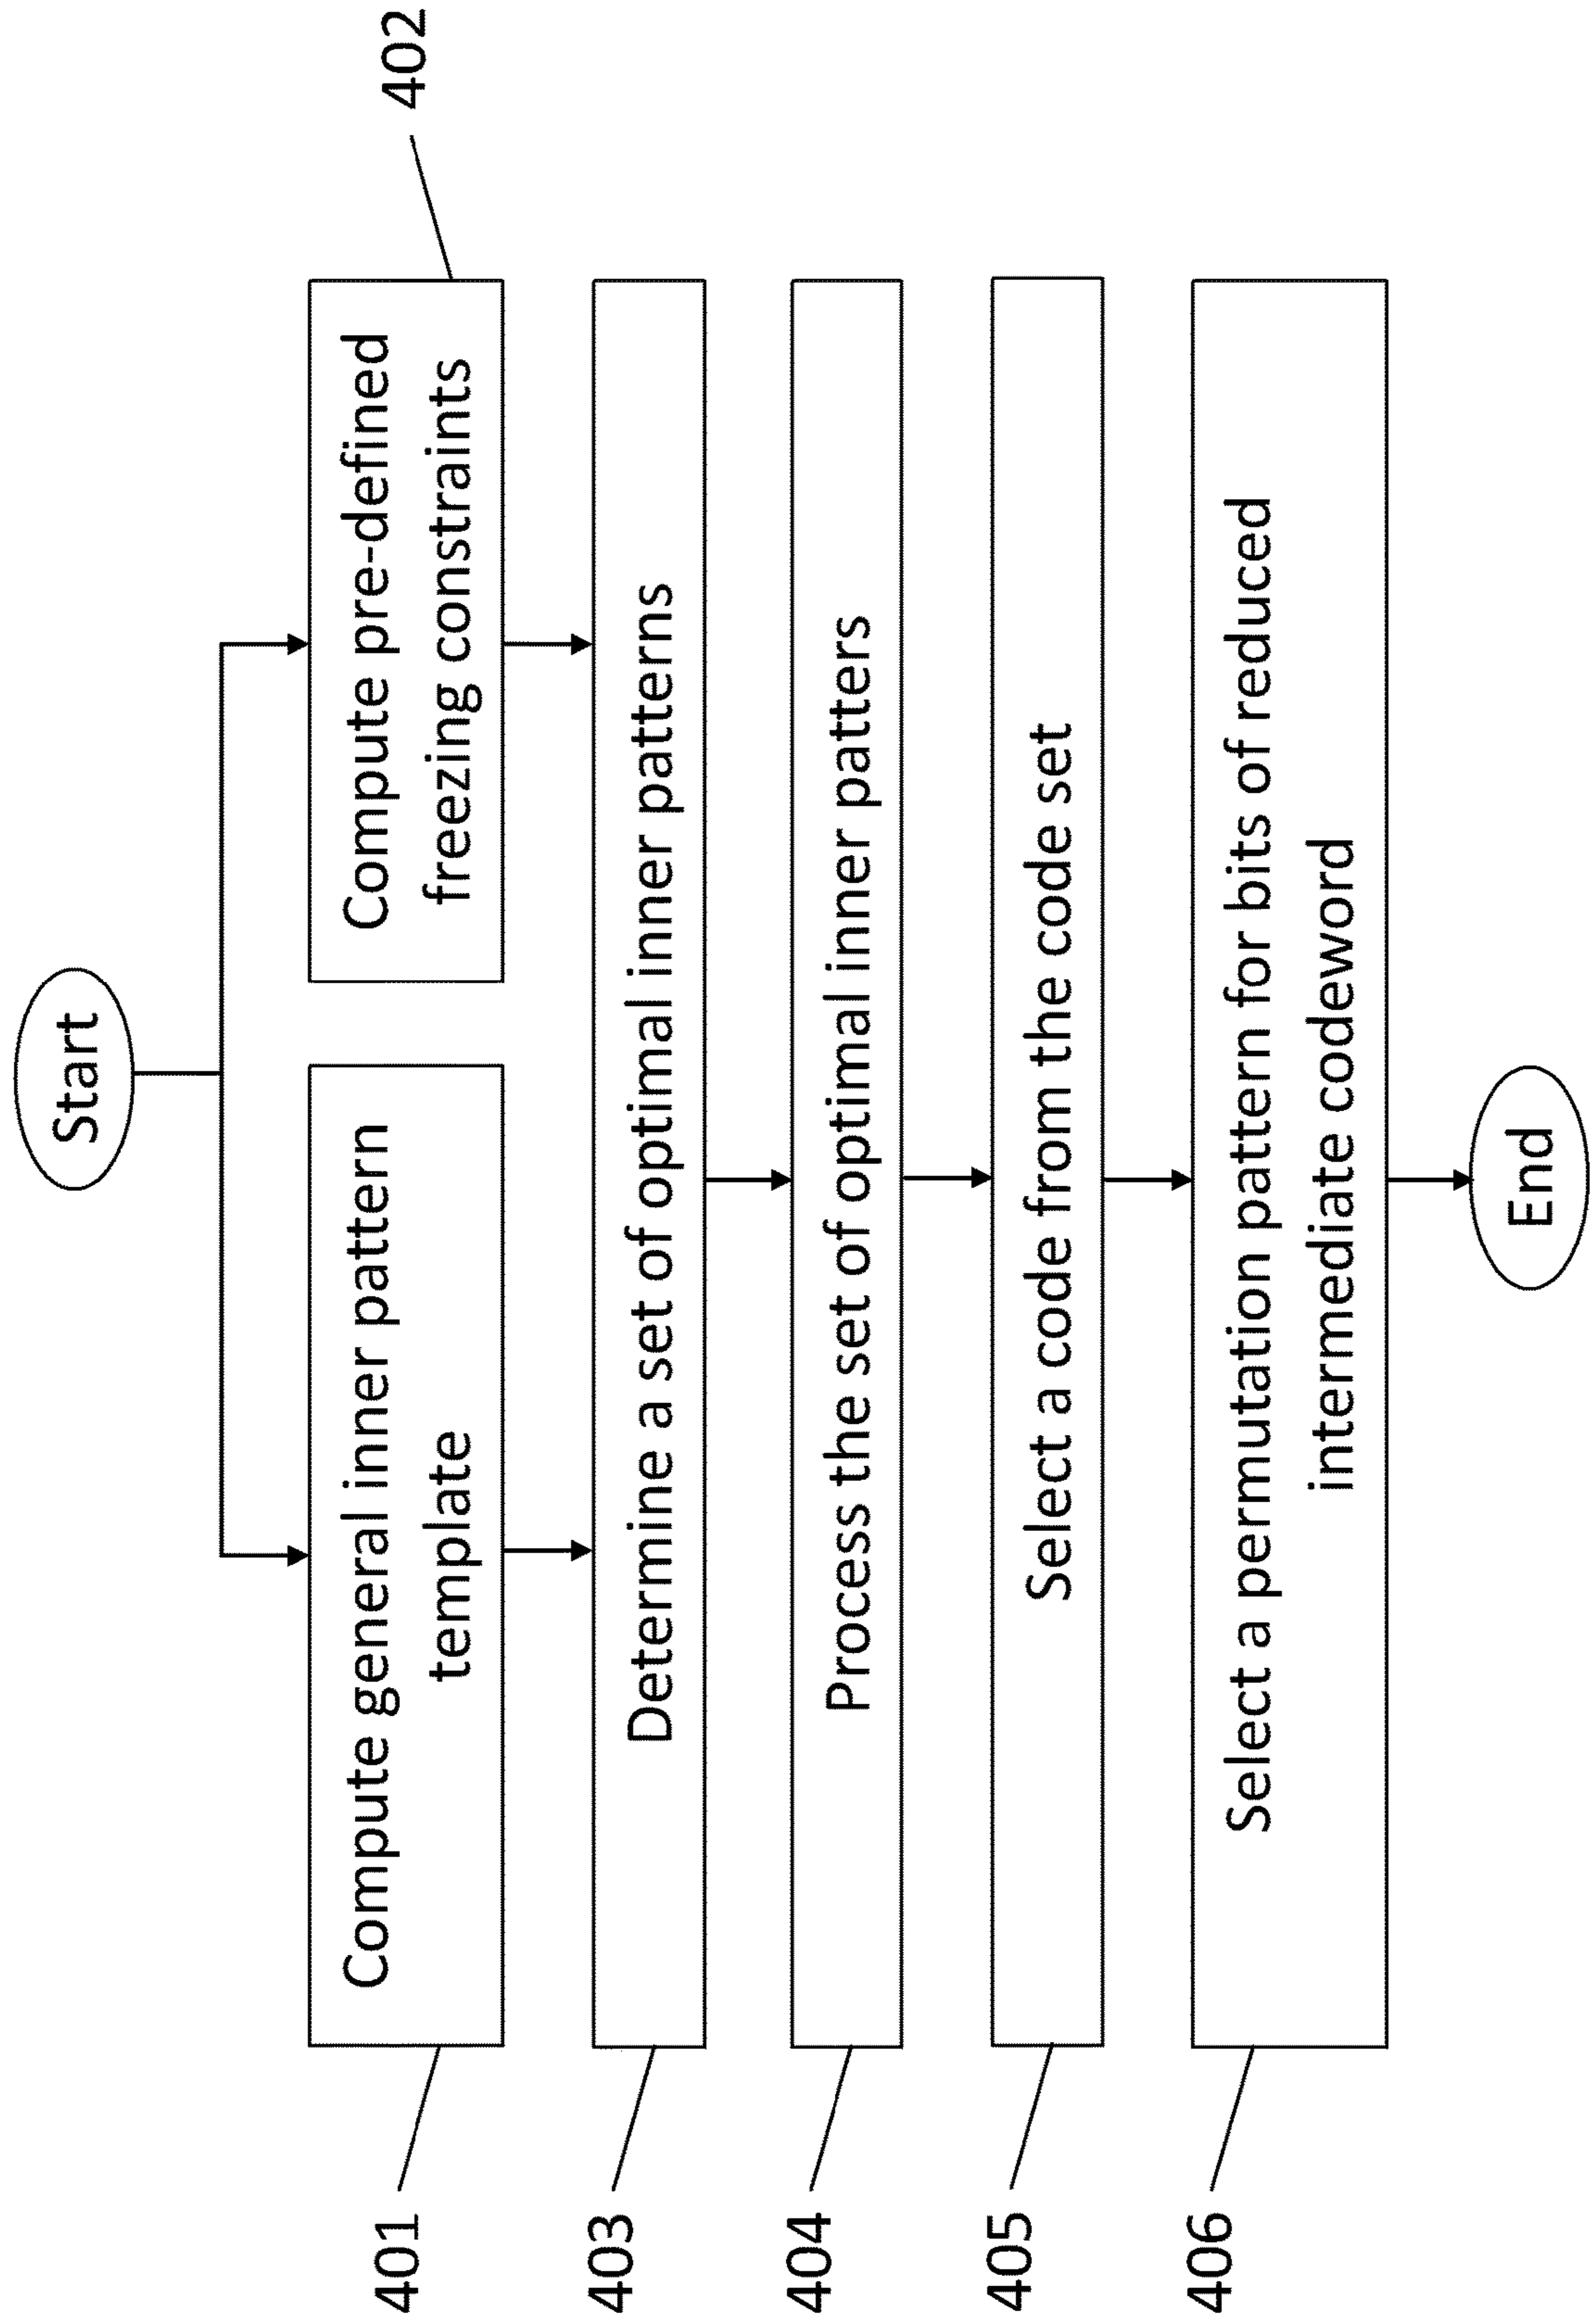 Start
402
Compute general inner pattern
template
Compute pre-defined
freezing constraints
401
Determine a set of optimal inner patterns
403
Process the set of optimal inner patters
404
Select a code from the code set
405
Select a permutation pattern for bits of reduced
intermediate codeword
406
End